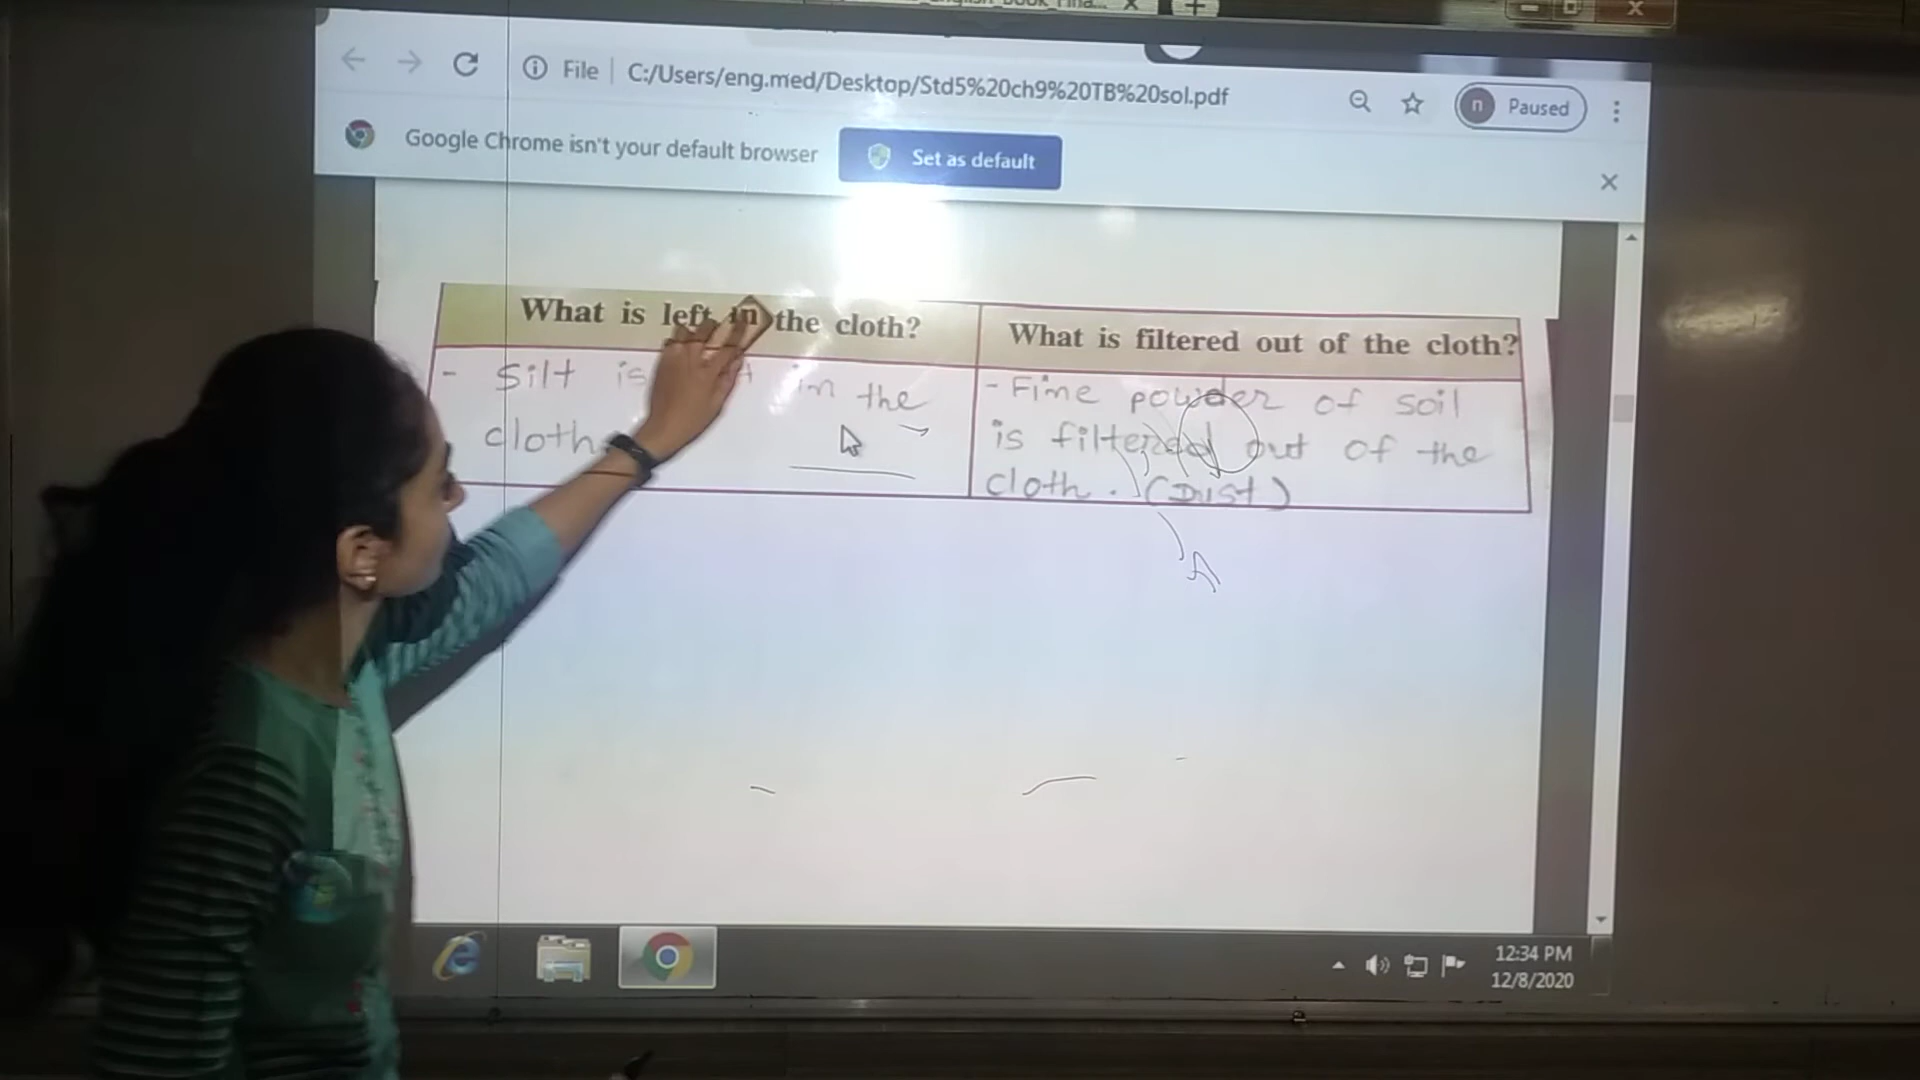 File
C:/Users/eng.med/Desktop/Std5%20ch9%20TB%20sol.pdf
n Paused
Google Chrome isn't your default browser
Set as default
What is left in the cloth?
What is filtered out of the cloth?
- Silt is in the
cloth
- Fine powder of soil
is filtered out of the
cloth. (Dust)
12:34 PM
12/8/2020